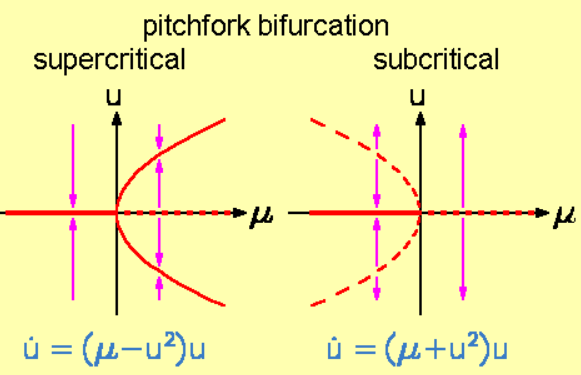 pitchfork bifurcation
supercritical
subcritical
u
u
μ
μ
u̇ = (μ−u²)u
u̇ = (μ+u²)u